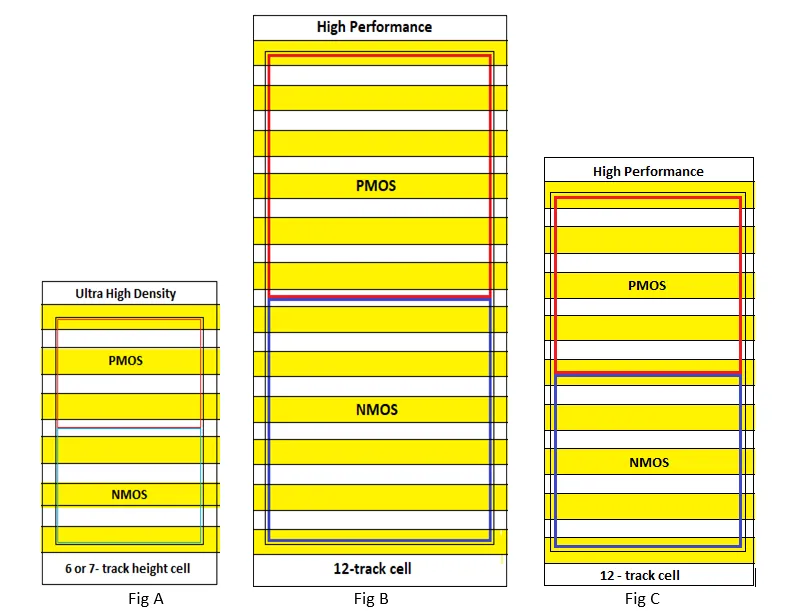 Ultra High Density
PMOS
NMOS
6 or 7- track height cell
Fig A
High Performance
PMOS
NMOS
12-track cell
Fig B
High Performance
PMOS
NMOS
12 - track cell
Fig C